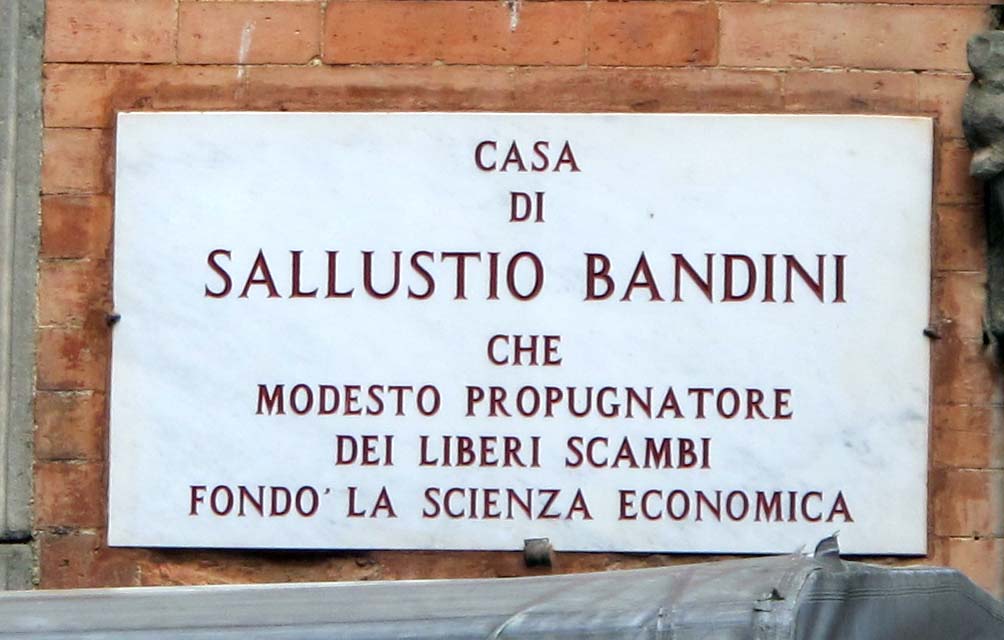 CASA
DI
SALLUSTIO BANDINI
CHE
MODESTO PROPUGNATORE
DEI LIBERI SCAMBI
FONDO' LA SCIENZA ECONOMICA